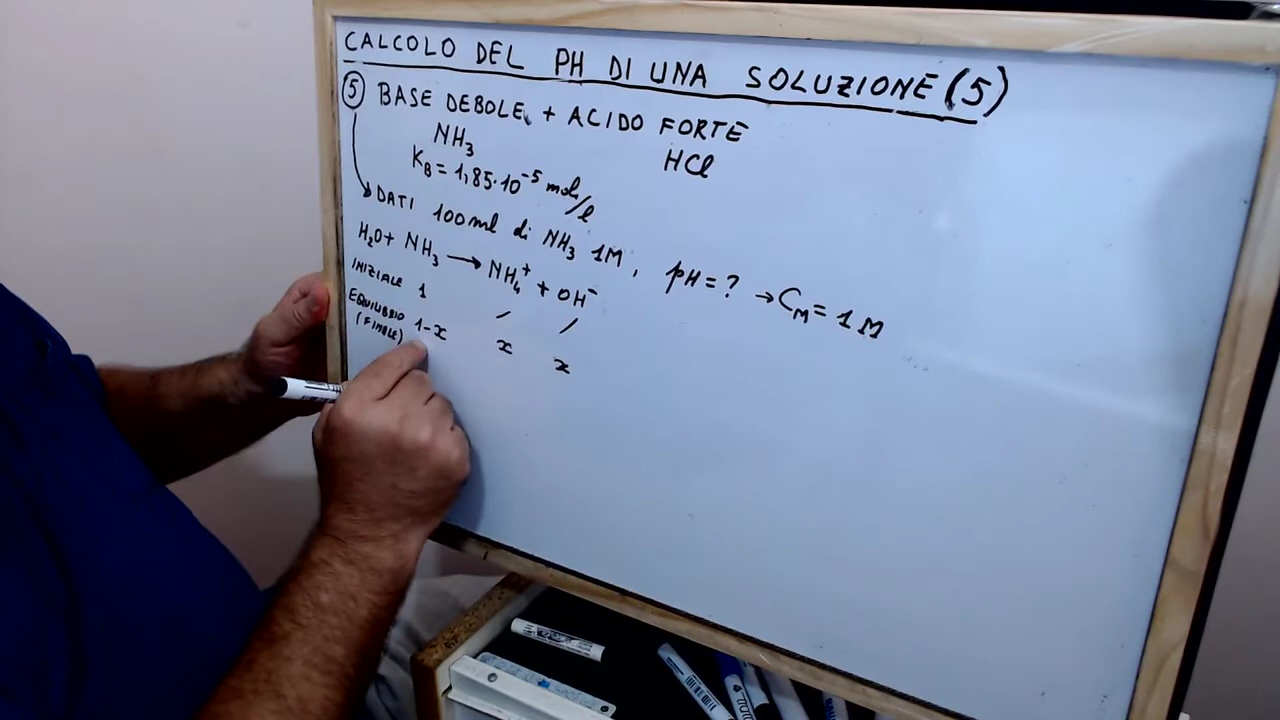 CALCOLO DEL PH DI UNA SOLUZIONE (5)
5 BASE DEBOLE + ACIDO FORTE
NH₃ HCl
K_B = 1,85·10⁻⁵ mol/l
DATI 100ml di NH₃ 1M, pH = ? → C_M = 1M
H₂O + NH₃ → NH₄⁺ + OH⁻
INIZIALE 1 / /
EQUILIBRIO 1-x x x
(FINALE)